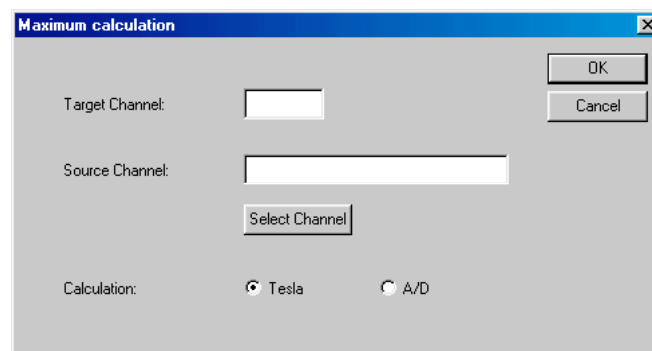 Maximum calculation
OK
Target Channel:
Cancel
Source Channel:
Select Channel
Calculation:
Tesla
A/D